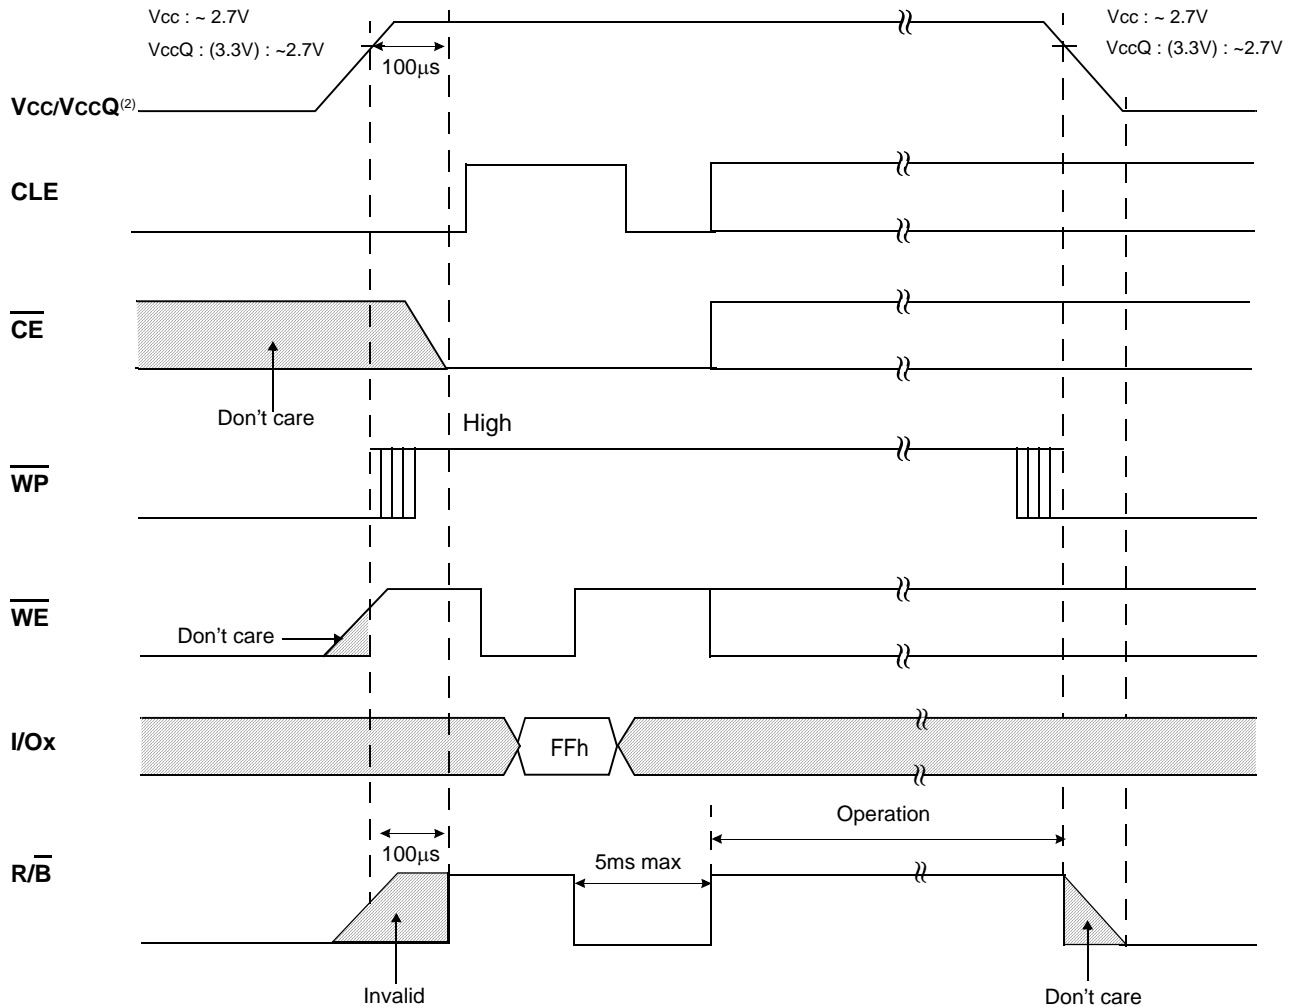 Vcc : ~ 2.7V
VccQ : (3.3V) : ~2.7V
100µs
Vcc : ~ 2.7V
VccQ : (3.3V) : ~2.7V
Vcc/VccQ(2)
CLE
CE
Don't care
High
WP
WE
Don't care
I/Ox
FFh
Operation
100µs
5ms max
R/B
Invalid
Don't care